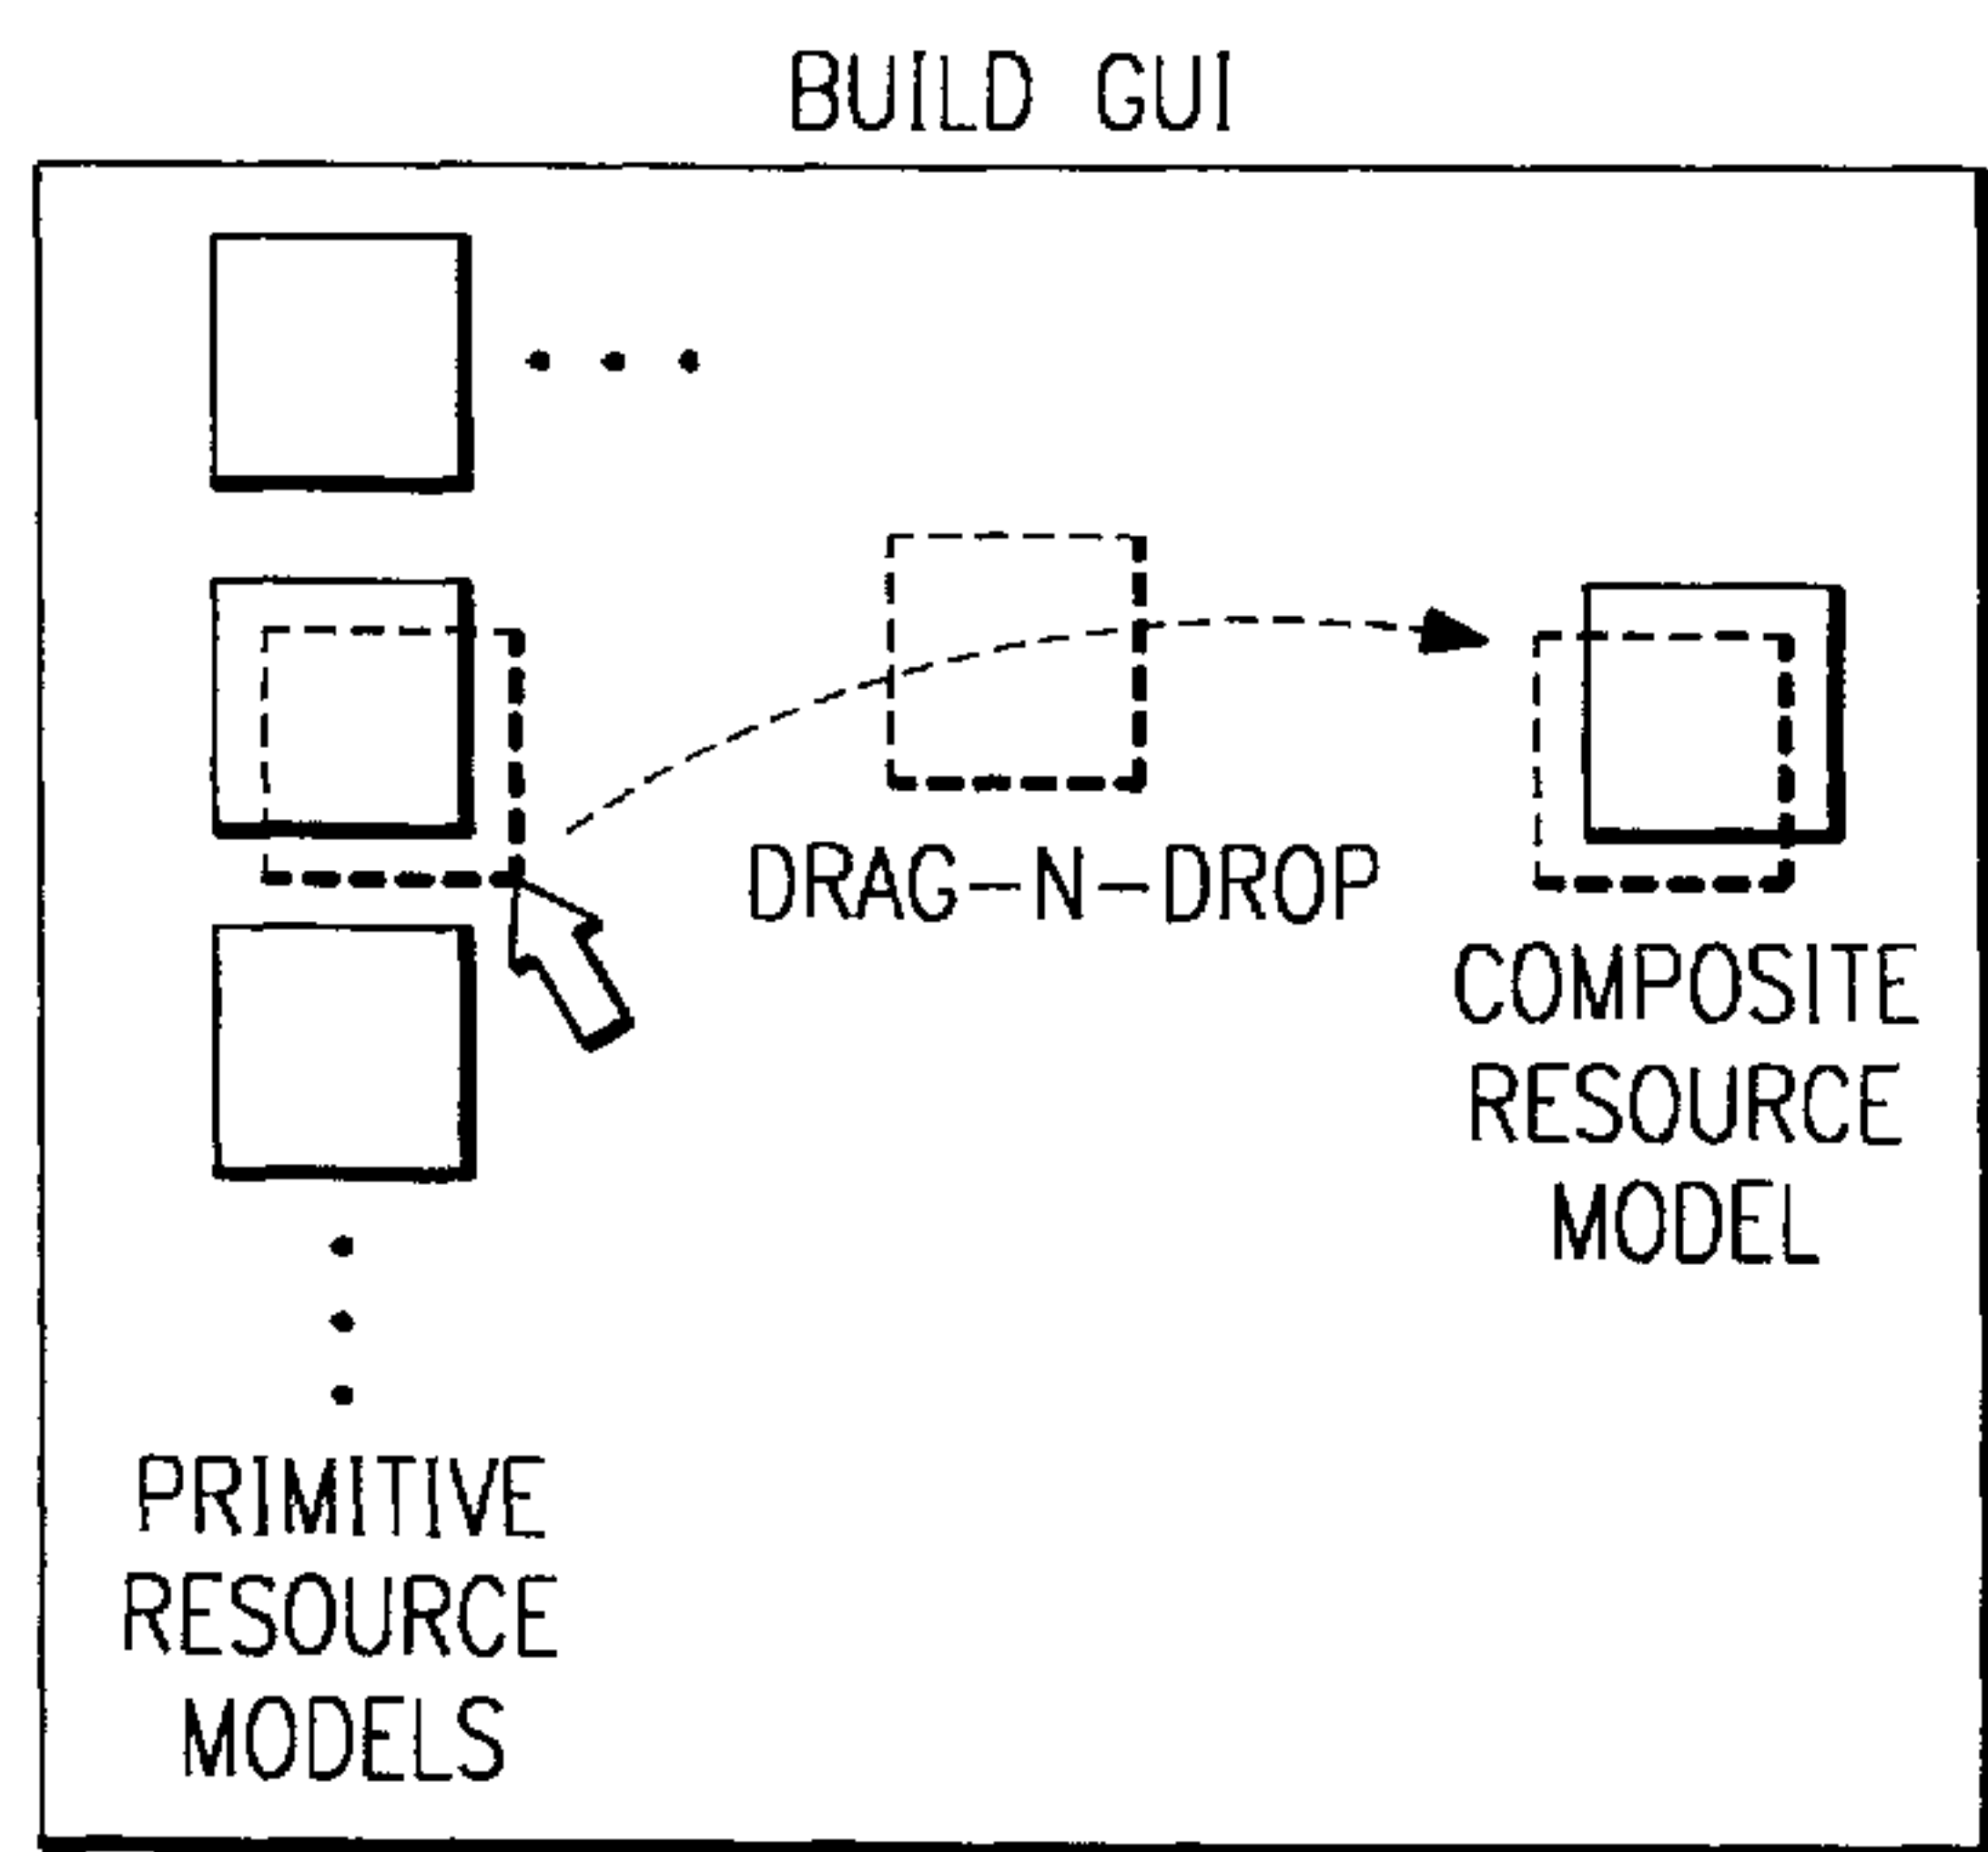 BUILD GUI
DRAG-N-DROP
COMPOSITE
RESOURCE
MODEL
PRIMITIVE
RESOURCE
MODELS